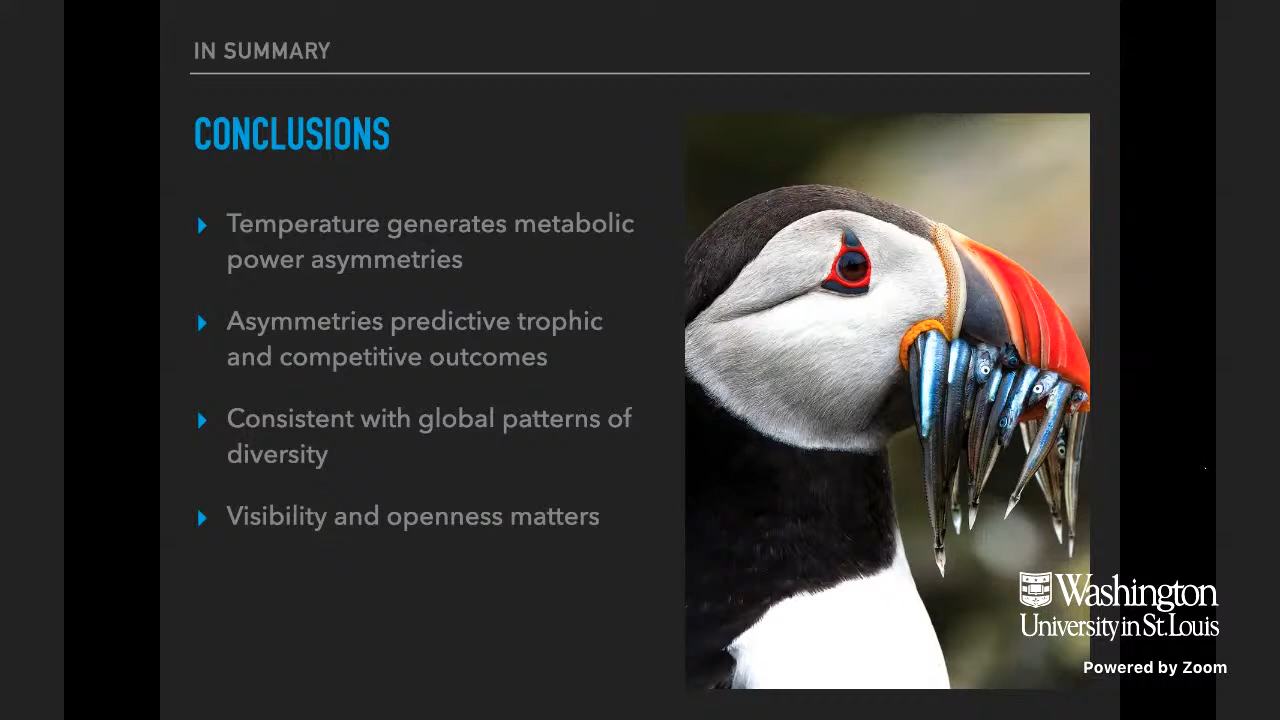 IN SUMMARY
CONCLUSIONS
Temperature generates metabolic
power asymmetries
Asymmetries predictive trophic
and competitive outcomes
Consistent with global patterns of
diversity
Visibility and openness matters
Washington
University in St. Louis
Powered by Zoom